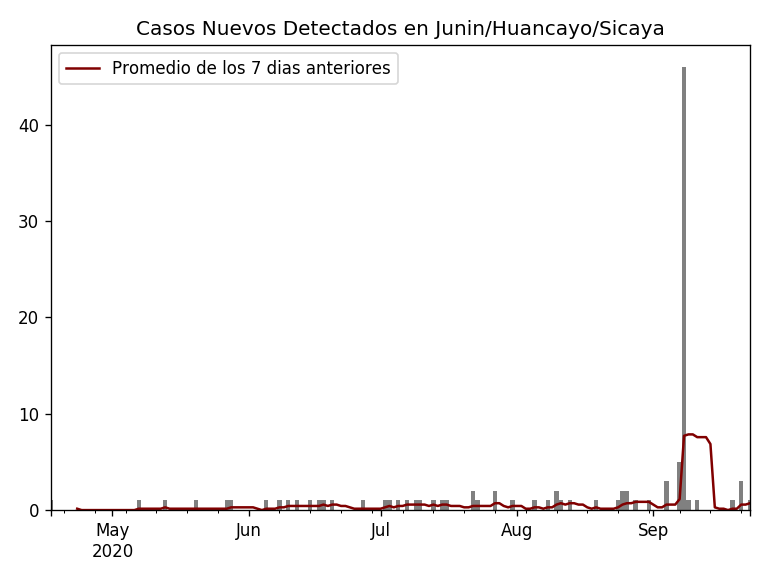 Casos Nuevos Detectados en Junin/Huancayo/Sicaya
Promedio de los 7 dias anteriores
40
30
20
10
0
May Jun Jul Aug Sep
2020